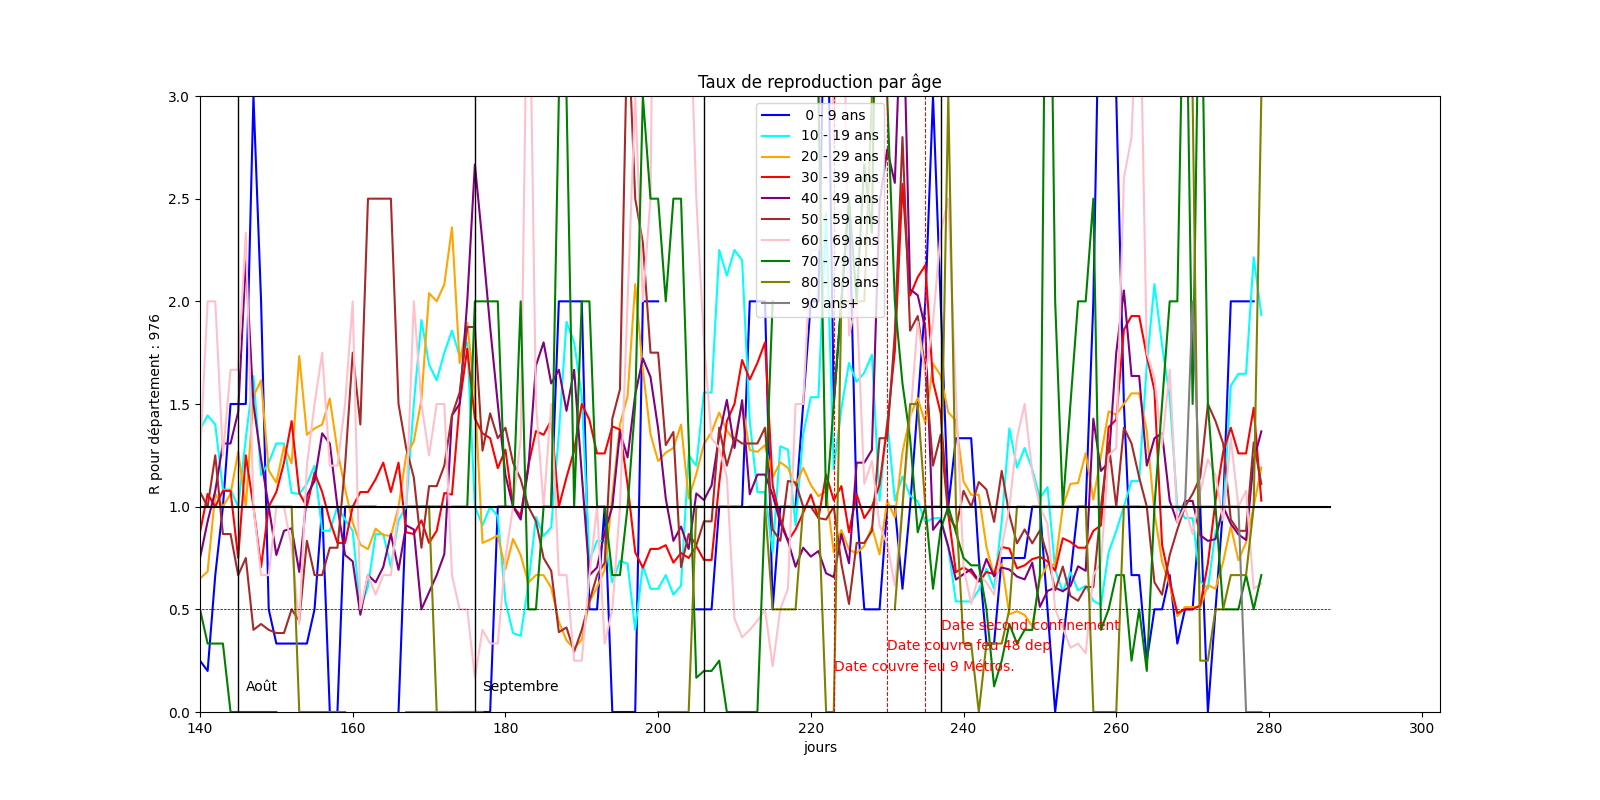 Taux de reproduction par âge
R pour département : 976
3.0
2.5
2.0
1.5
1.0
0.5
0.0
0 - 9 ans
10 - 19 ans
20 - 29 ans
30 - 39 ans
40 - 49 ans
50 - 59 ans
60 - 69 ans
70 - 79 ans
80 - 89 ans
90 ans+
Date second confinement
Date couvre feu 48 dep
Date couvre feu 9 Métros.
Août
Septembre
140 160 180 200 220 240 260 280 300
jours